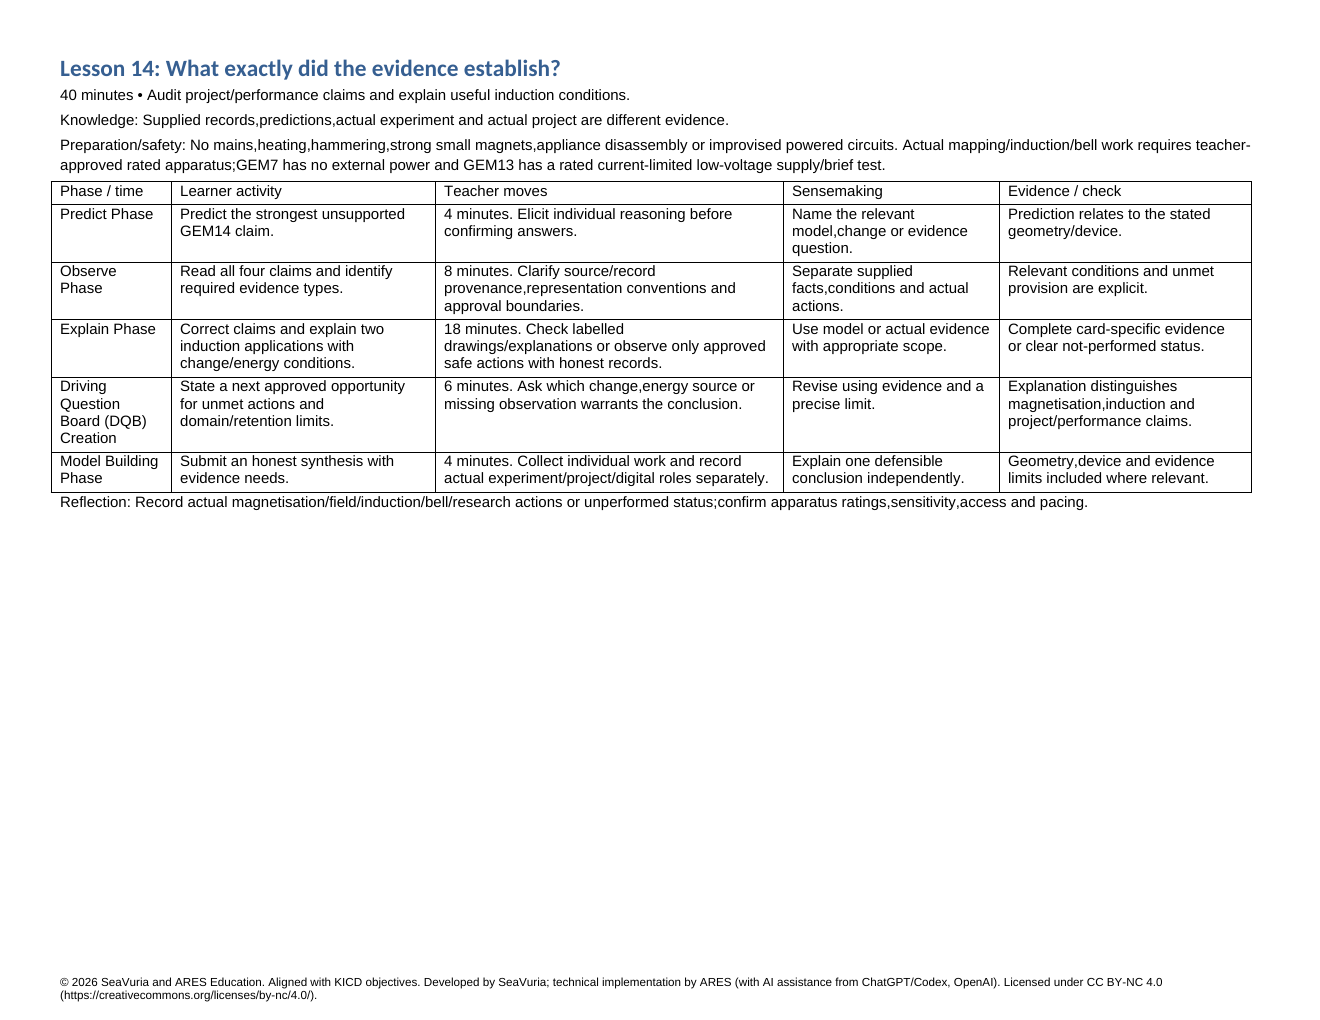 Lesson 14: What exactly did the evidence establish?
40 minutes • Audit project/performance claims and explain useful induction conditions.
Knowledge: Supplied records,predictions,actual experiment and actual project are different evidence.
Preparation/safety: No mains,heating,hammering,strong small magnets,appliance disassembly or improvised powered circuits. Actual mapping/induction/bell work requires teacher-
approved rated apparatus;GEM7 has no external power and GEM13 has a rated current-limited low-voltage supply/brief test.
Phase / time
Learner activity
Teacher moves
Sensemaking
Evidence / check
Predict Phase
Predict the strongest unsupported
GEM14 claim.
4 minutes. Elicit individual reasoning before
confirming answers.
Name the relevant
model,change or evidence
question.
Prediction relates to the stated
geometry/device.
Observe
Phase
Read all four claims and identify
required evidence types.
8 minutes. Clarify source/record
provenance,representation conventions and
approval boundaries.
Separate supplied
facts,conditions and actual
actions.
Relevant conditions and unmet
provision are explicit.
Explain Phase
Correct claims and explain two
induction applications with
change/energy conditions.
18 minutes. Check labelled
drawings/explanations or observe only approved
safe actions with honest records.
Use model or actual evidence
with appropriate scope.
Complete card-specific evidence
or clear not-performed status.
Driving
Question
Board (DQB)
Creation
State a next approved opportunity
for unmet actions and
domain/retention limits.
6 minutes. Ask which change,energy source or
missing observation warrants the conclusion.
Revise using evidence and a
precise limit.
Explanation distinguishes
magnetisation,induction and
project/performance claims.
Model Building
Phase
Submit an honest synthesis with
evidence needs.
4 minutes. Collect individual work and record
actual experiment/project/digital roles separately.
Explain one defensible
conclusion independently.
Geometry,device and evidence
limits included where relevant.
Reflection: Record actual magnetisation/field/induction/bell/research actions or unperformed status;confirm apparatus ratings,sensitivity,access and pacing.
© 2026 SeaVuria and ARES Education. Aligned with KICD objectives. Developed by SeaVuria; technical implementation by ARES (with AI assistance from ChatGPT/Codex, OpenAI). Licensed under CC BY-NC 4.0
(https://creativecommons.org/licenses/by-nc/4.0/).